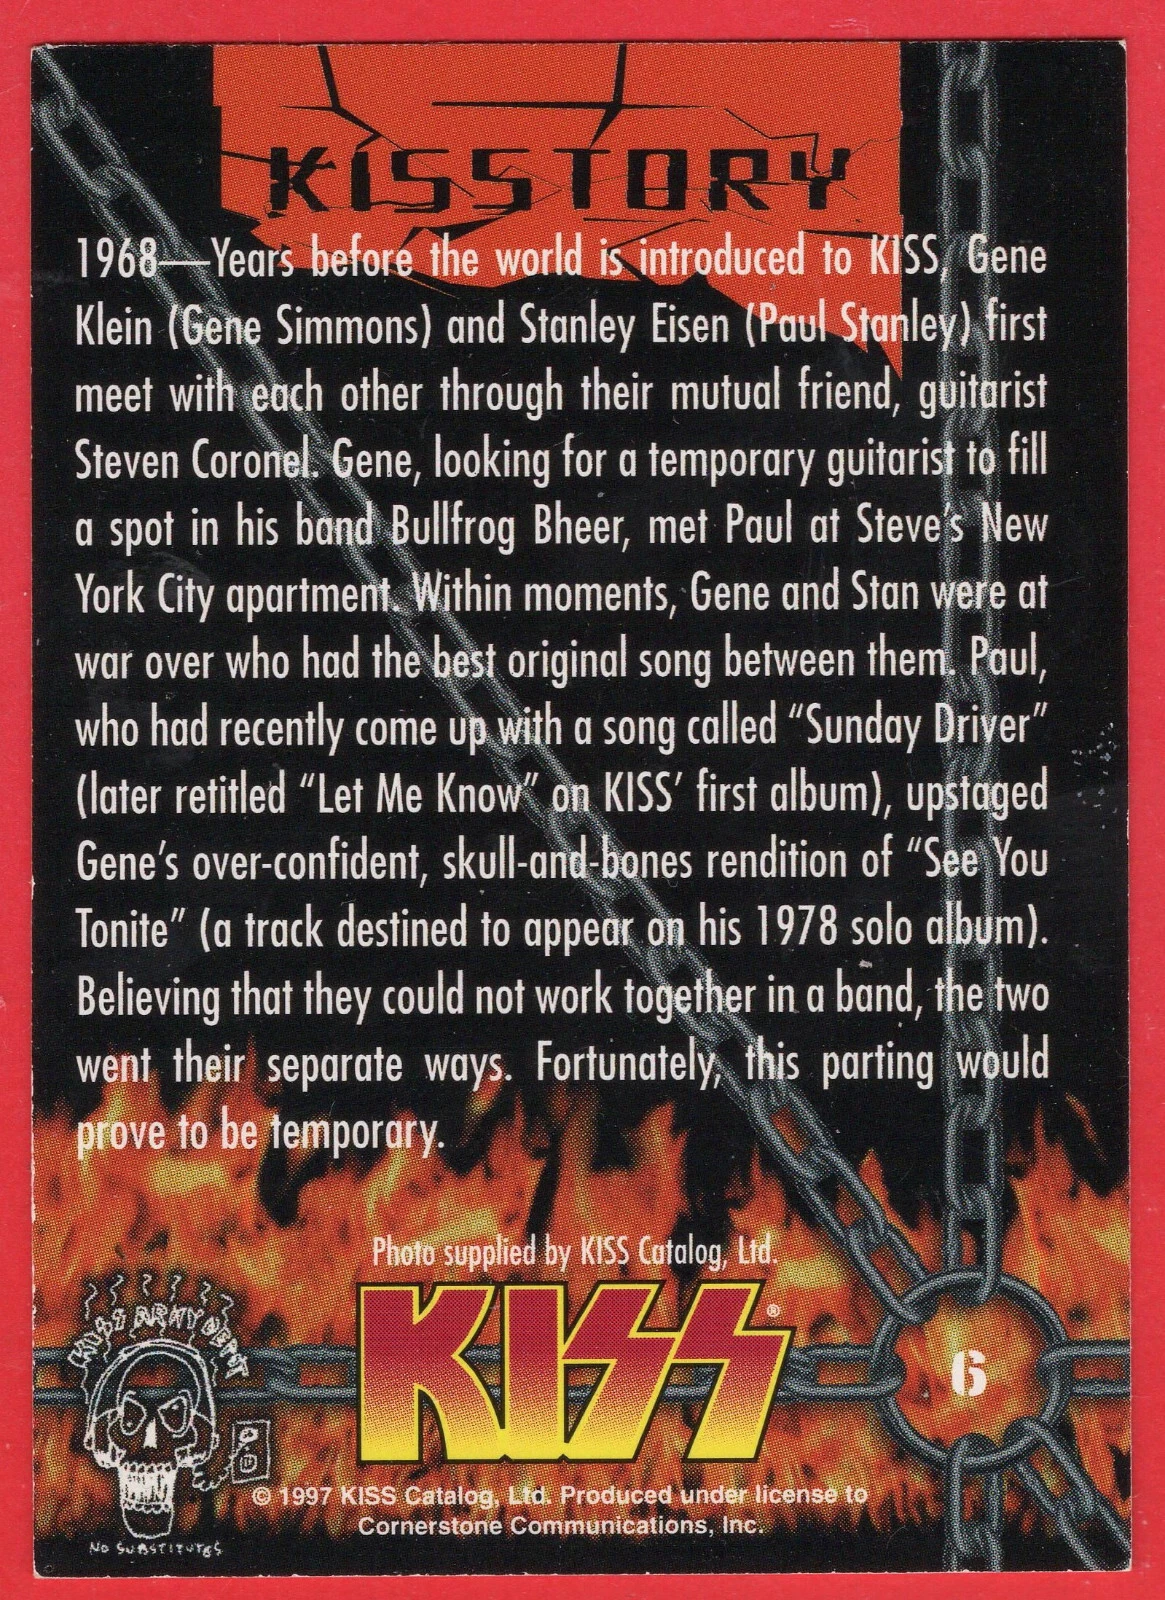 KISSTORY
1968—Years before the world is introduced to KISS, Gene
Klein (Gene Simmons) and Stanley Eisen (Paul Stanley) first
meet with each other through their mutual friend, guitarist
Steven Coronel. Gene, looking for a temporary guitarist to fill
a spot in his band Bullfrog Bheer, met Paul at Steve's New
York City apartment. Within moments, Gene and Stan were at
war over who had the best original song between them. Paul,
who had recently come up with a song called “Sunday Driver”
(later retitled “Let Me Know” on KISS’ first album), upstaged
Gene’s over-confident, skull-and-bones rendition of “See You
Tonite” (a track destined to appear on his 1978 solo album).
Believing that they could not work together in a band, the two
went their separate ways. Fortunately, this parting would
prove to be temporary.
Photo supplied by KISS Catalog, Ltd.
KISS®
6
KISS ARMY DEPT
NO SUBSTITUTES
© 1997 KISS Catalog, Ltd. Produced under license to
Cornerstone Communications, Inc.